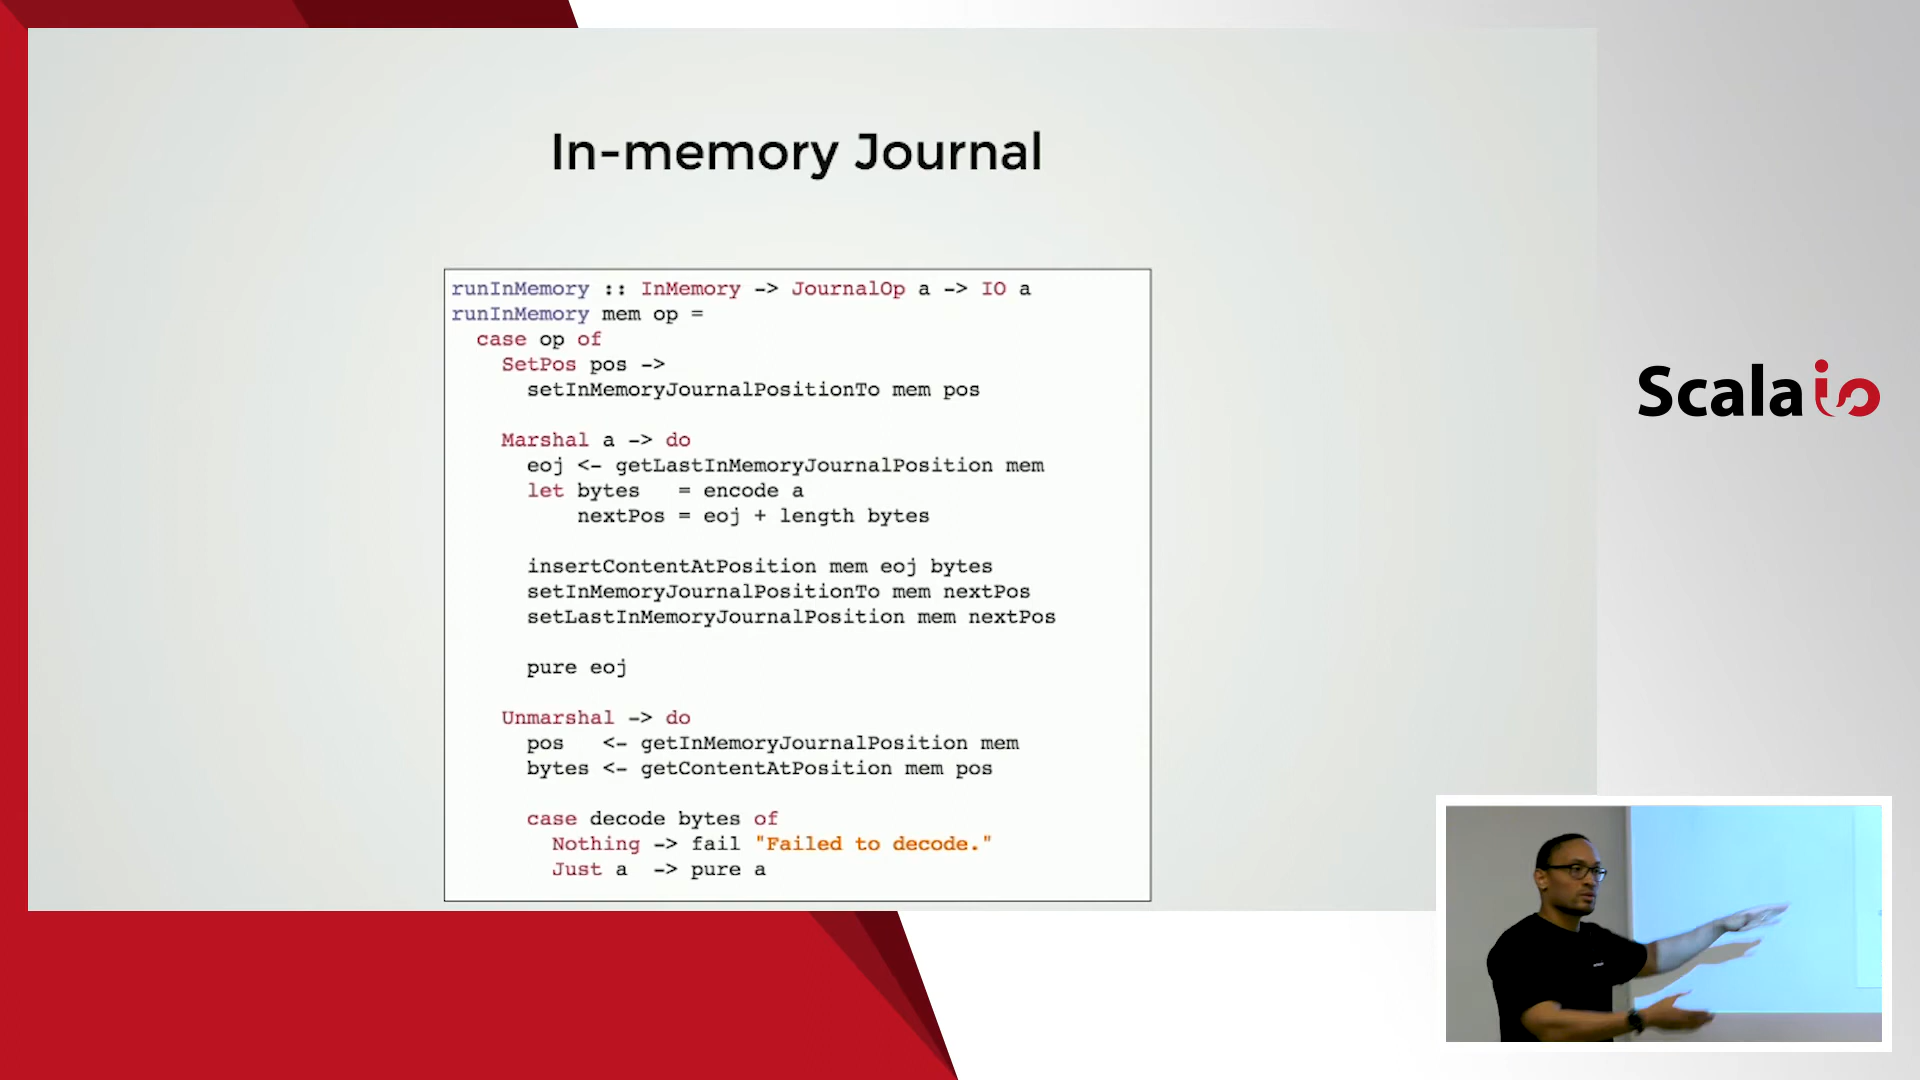 In-memory Journal
runInMemory :: InMemory -> JournalOp a -> IO a
runInMemory mem op =
  case op of
    SetPos pos ->
      setInMemoryJournalPositionTo mem pos

    Marshal a -> do
      eoj <- getLastInMemoryJournalPosition mem
      let bytes   = encode a
          nextPos = eoj + length bytes

      insertContentAtPosition mem eoj bytes
      setInMemoryJournalPositionTo mem nextPos
      setLastInMemoryJournalPosition mem nextPos

      pure eoj

    Unmarshal -> do
      pos   <- getInMemoryJournalPosition mem
      bytes <- getContentAtPosition mem pos

      case decode bytes of
        Nothing -> fail "Failed to decode."
        Just a  -> pure a
Scala io